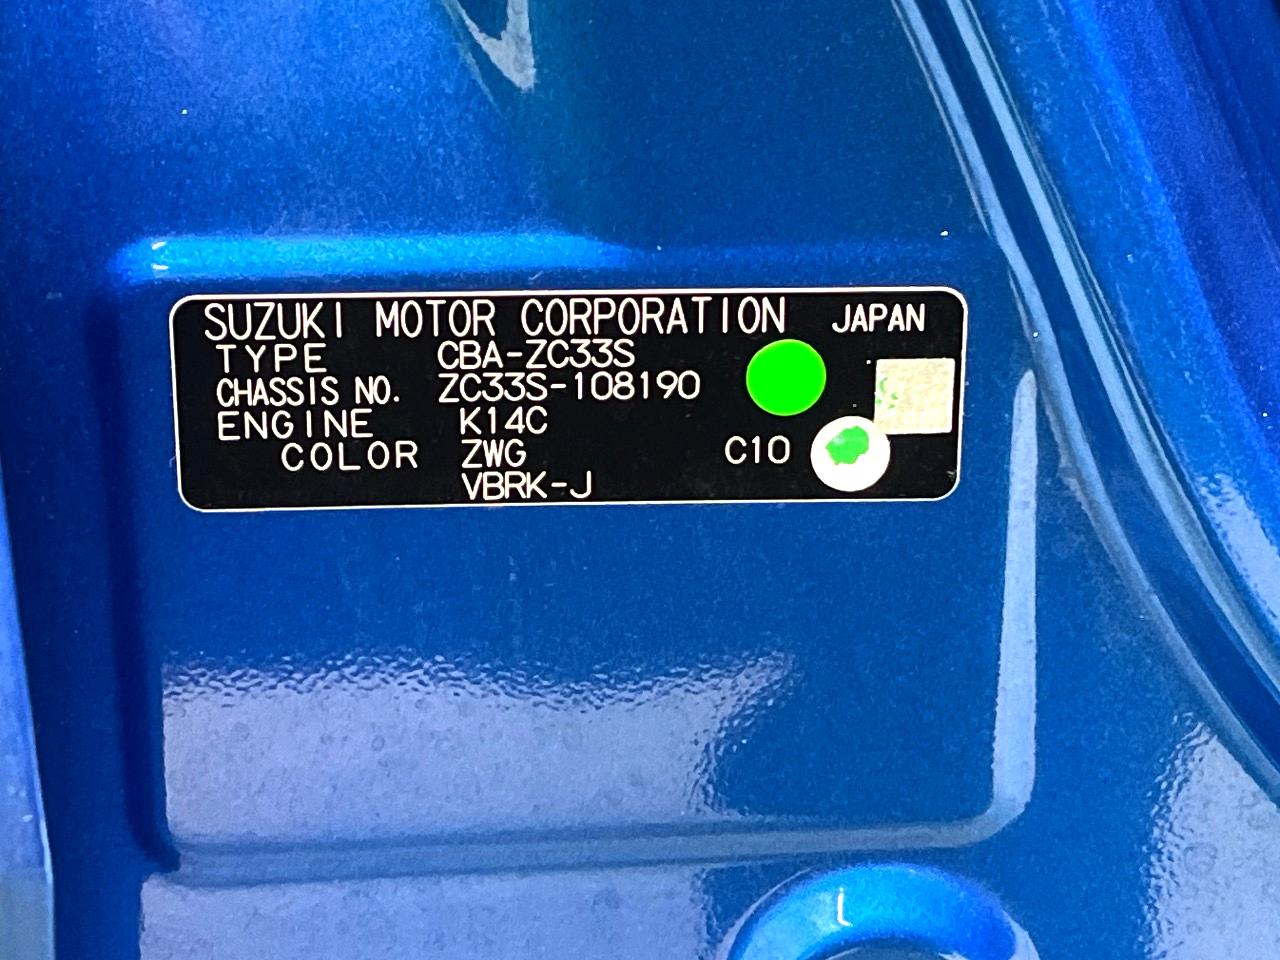 SUZUKI MOTOR CORPORATION JAPAN
TYPE CBA-ZC33S
CHASSIS NO. ZC33S-108190
ENGINE K14C
COLOR ZWG C10
VBRK-J